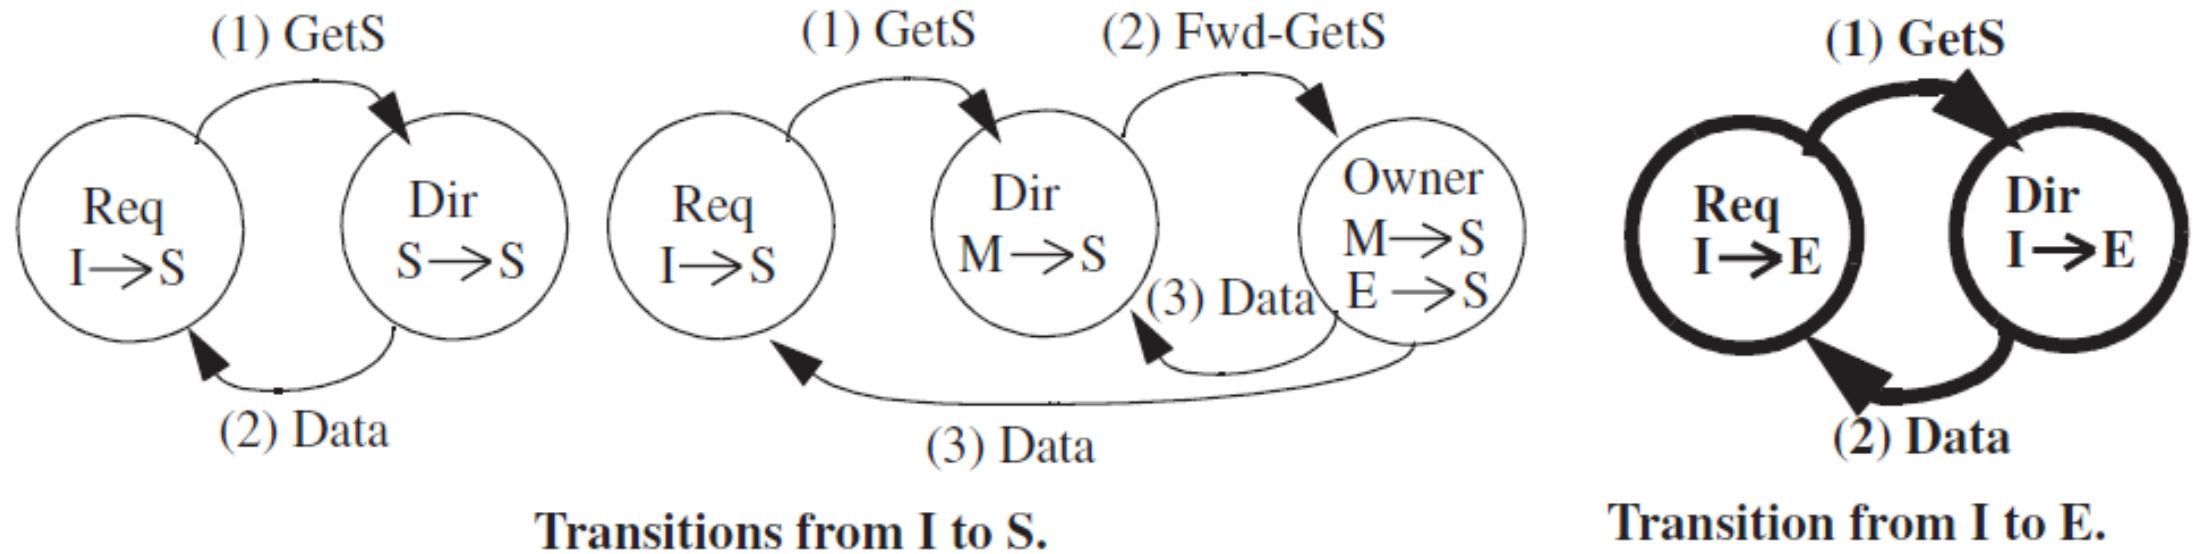 (1) GetS
Req
I→S
Dir
S→S
(2) Data
(1) GetS
(2) Fwd-GetS
Req
I→S
Dir
M→S
Owner
M→S
E→S
(3) Data
(3) Data
Transitions from I to S.
(1) GetS
Req
I→E
Dir
I→E
(2) Data
Transition from I to E.